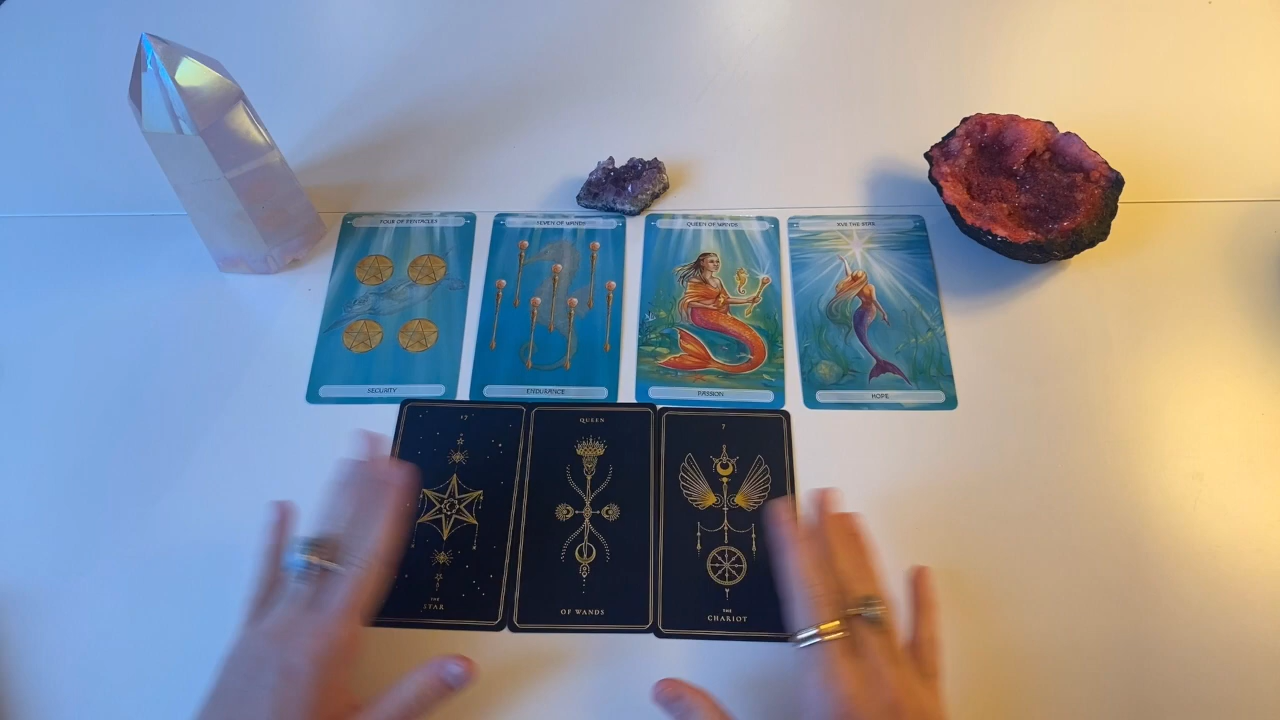 FOUR OF PENTACLES
SEVEN OF WANDS
QUEEN OF WANDS
XVII THE STAR
SECURITY
ENDURANCE
PASSION
HOPE
17
THE
STAR
QUEEN
OF WANDS
7
THE
CHARIOT